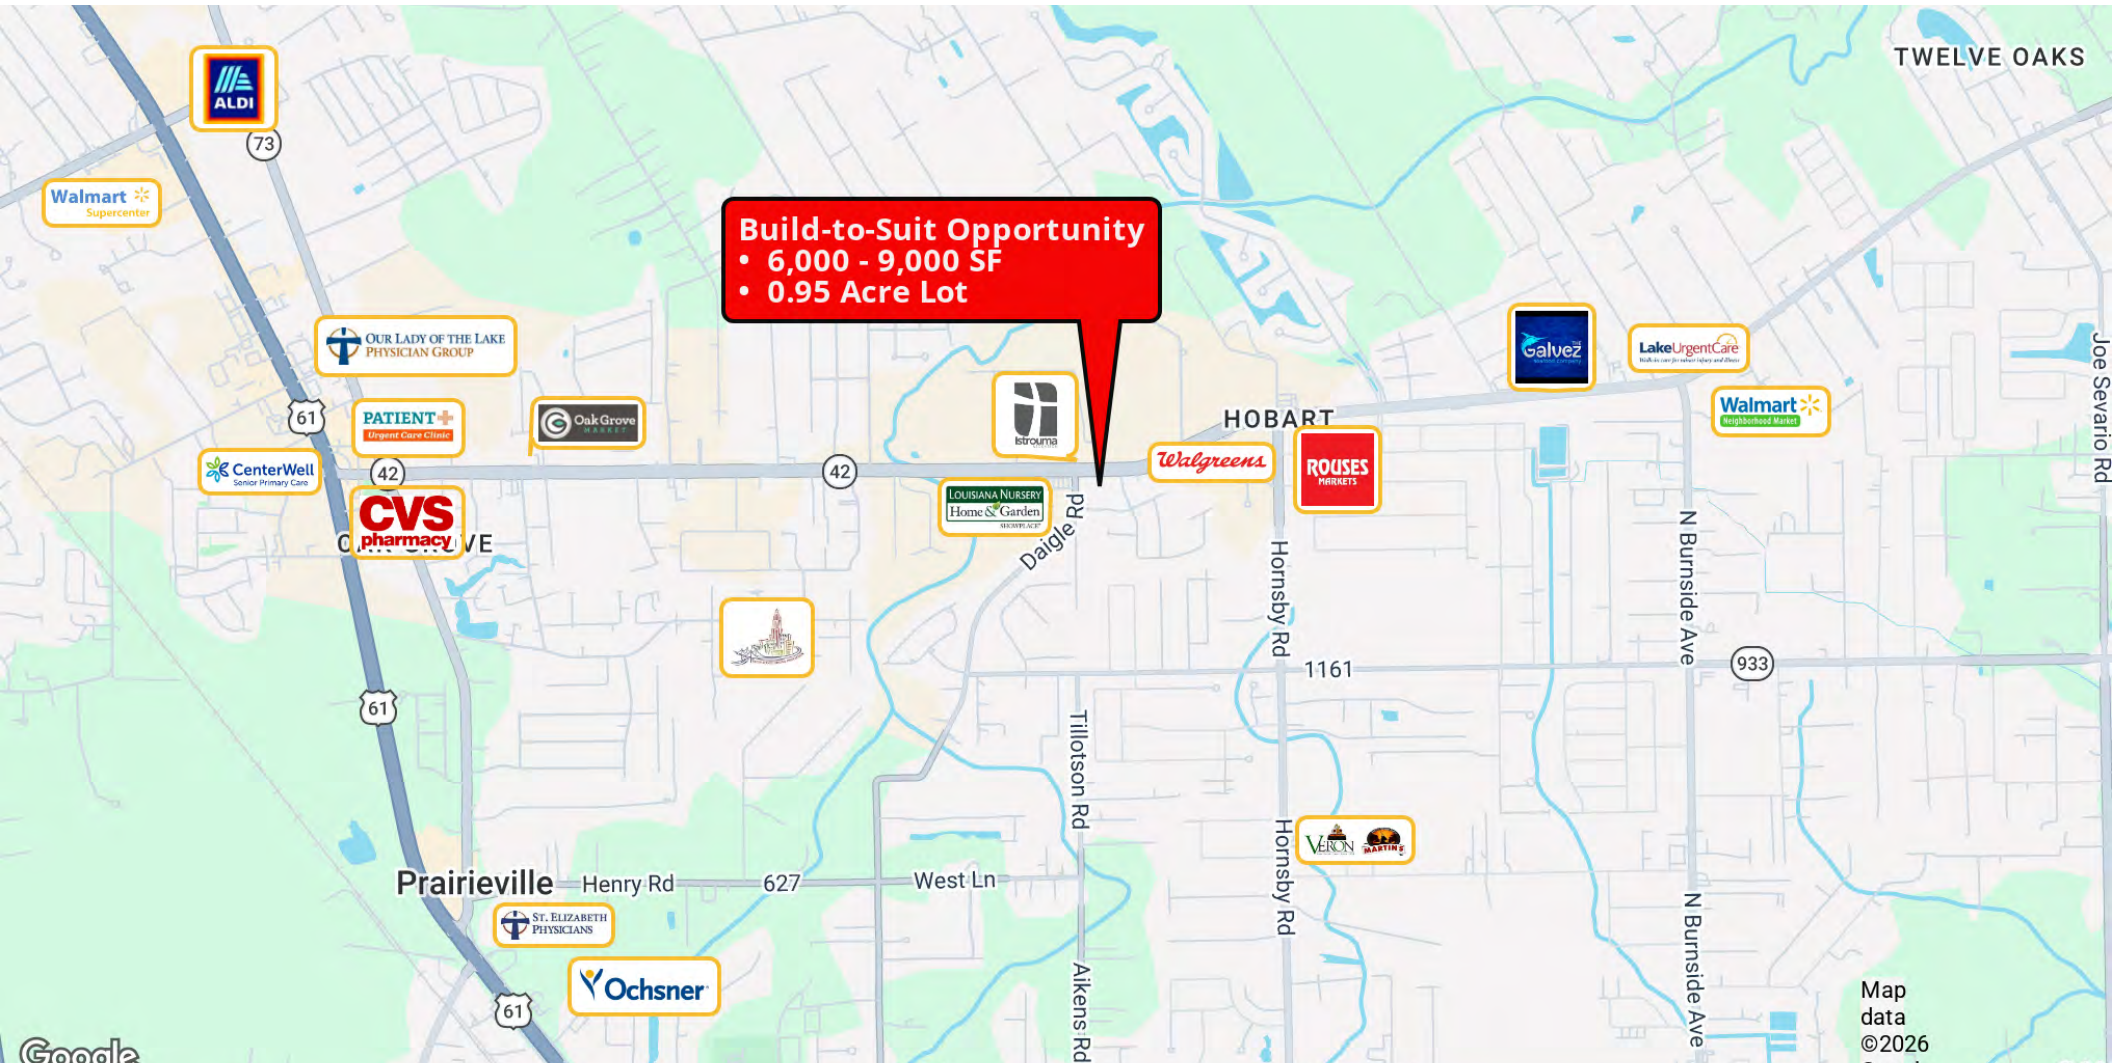 TWELVE OAKS
ALDI
73
Walmart
Supercenter
Build-to-Suit Opportunity
• 6,000 - 9,000 SF
• 0.95 Acre Lot
OUR LADY OF THE LAKE
PHYSICIAN GROUP
THE
Galvez
LakeUrgentCare
Joe Sevario Rd
61
PATIENT+
Urgent Care Clinic
Oak Grove
MARKET
Istrouma
HOBART
Walmart
Neighborhood Market
CenterWell
Senior Primary Care
42
42
Walgreens
ROUSES
MARKETS
CVS
pharmacy
LOUISIANA NURSERY
Home & Garden
SHOWPLACE
Daigle Rd
Hornsby Rd
N Burnside Ave
1161
933
61
Tillotson Rd
VERON
MARTIN'S
Prairieville
Henry Rd
627
West Ln
Hornsby Rd
N Burnside Ave
ST. ELIZABETH
PHYSICIANS
Ochsner
61
Aikens Rd
Map
data
©2026
Google